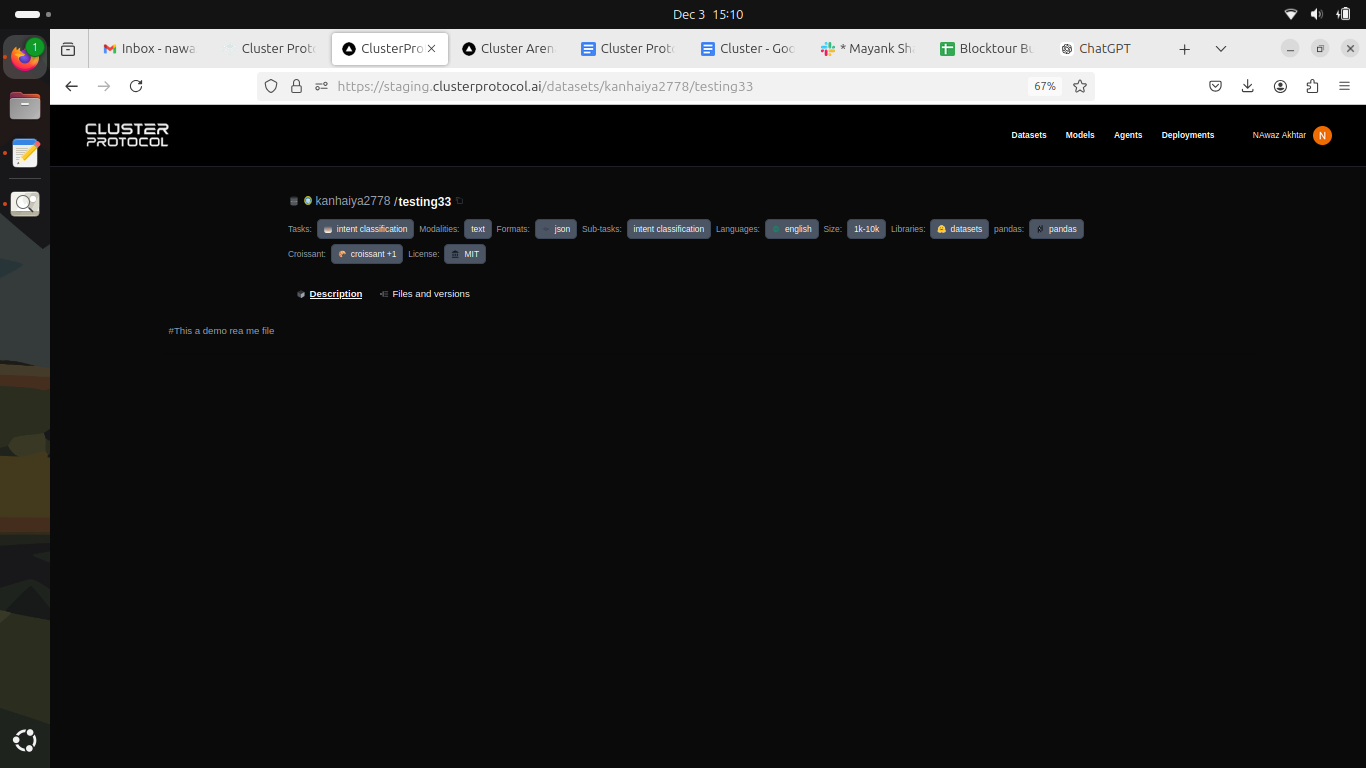 Dec 3 15:10
1
Inbox - nawa
Cluster Proto
ClusterPro
Cluster Aren
Cluster Prot
Cluster - Goo
* Mayank Sha
Blocktour Bu
ChatGPT
https://staging.clusterprotocol.ai/datasets/kanhaiya2778/testing33
67%
CLUSTER
PROTOCOL
Datasets Models Agents Deployments NAwaz Akhtar N
kanhaiya2778 /testing33
Tasks: intent classification Modalities: text Formats: json Sub-tasks: intent classification Languages: english Size: 1k-10k Libraries: datasets pandas: pandas
Croissant: croissant +1 License: MIT
Description Files and versions
#This a demo rea me file